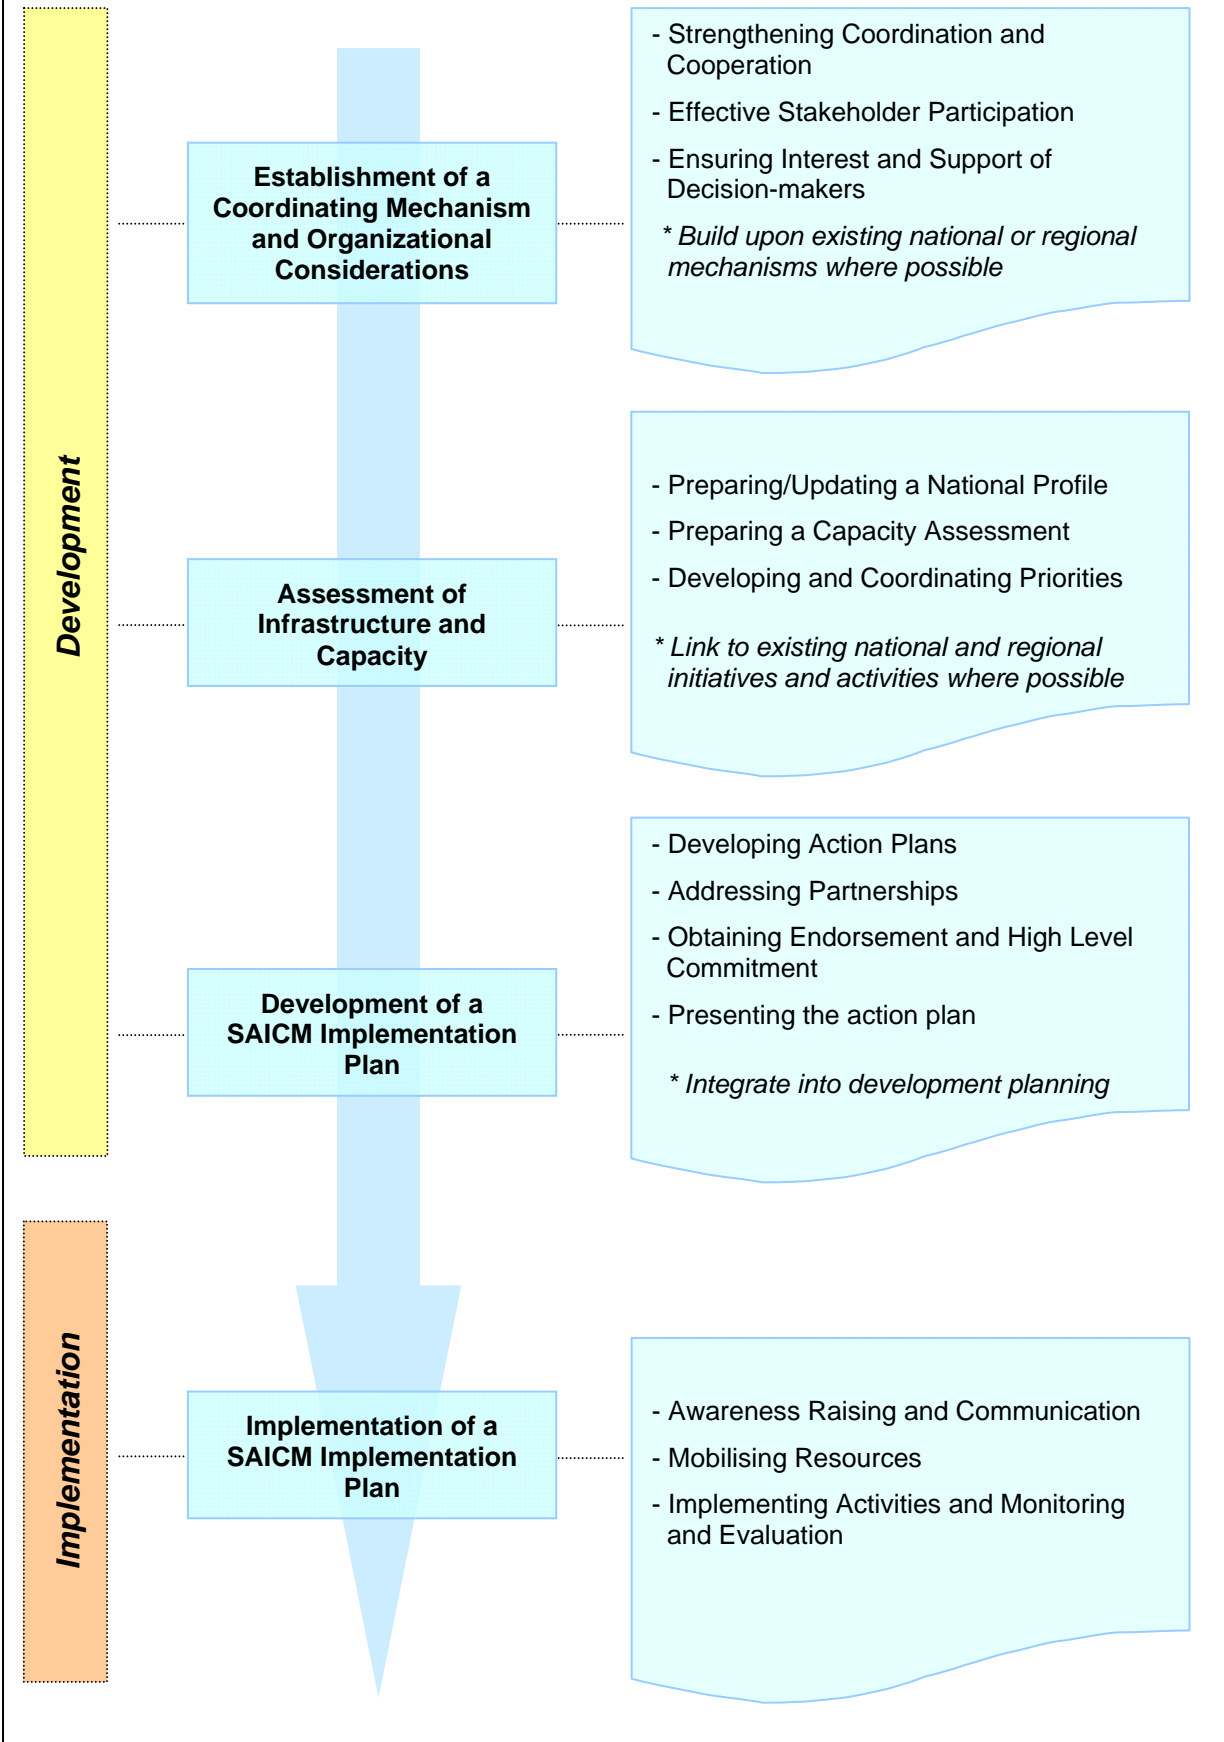 Development
Establishment of a
Coordinating Mechanism
and Organizational
Considerations
- Strengthening Coordination and
Cooperation
- Effective Stakeholder Participation
- Ensuring Interest and Support of
Decision-makers
* Build upon existing national or regional
mechanisms where possible
Assessment of
Infrastructure and
Capacity
- Preparing/Updating a National Profile
- Preparing a Capacity Assessment
- Developing and Coordinating Priorities
* Link to existing national and regional
initiatives and activities where possible
Development of a
SAICM Implementation
Plan
- Developing Action Plans
- Addressing Partnerships
- Obtaining Endorsement and High Level
Commitment
- Presenting the action plan
* Integrate into development planning
Implementation
Implementation of a
SAICM Implementation
Plan
- Awareness Raising and Communication
- Mobilising Resources
- Implementing Activities and Monitoring
and Evaluation